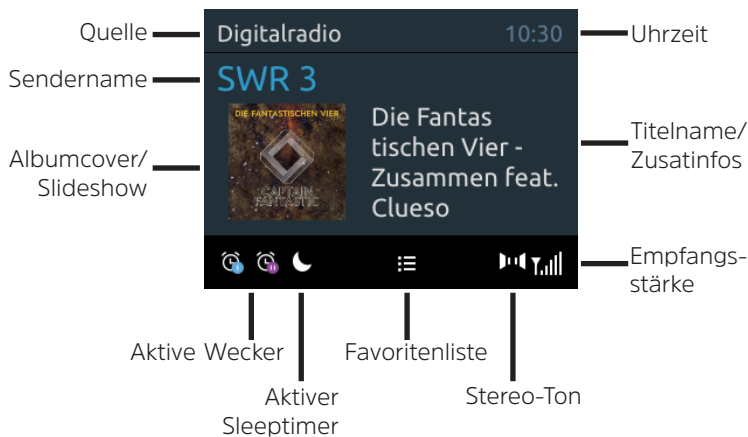 Quelle
Digitalradio
10:30
Uhrzeit
Sendername
SWR 3
Albumcover/
Slideshow
DIE FANTASTISCHEN VIER
CAPTAIN
FANTASTIC
Die Fantas
tischen Vier -
Zusammen feat.
Clueso
Titelname/
Zusatinfos
Empfangs-
stärke
Aktive Wecker
Favoritenliste
Aktiver
Sleeptimer
Stereo-Ton